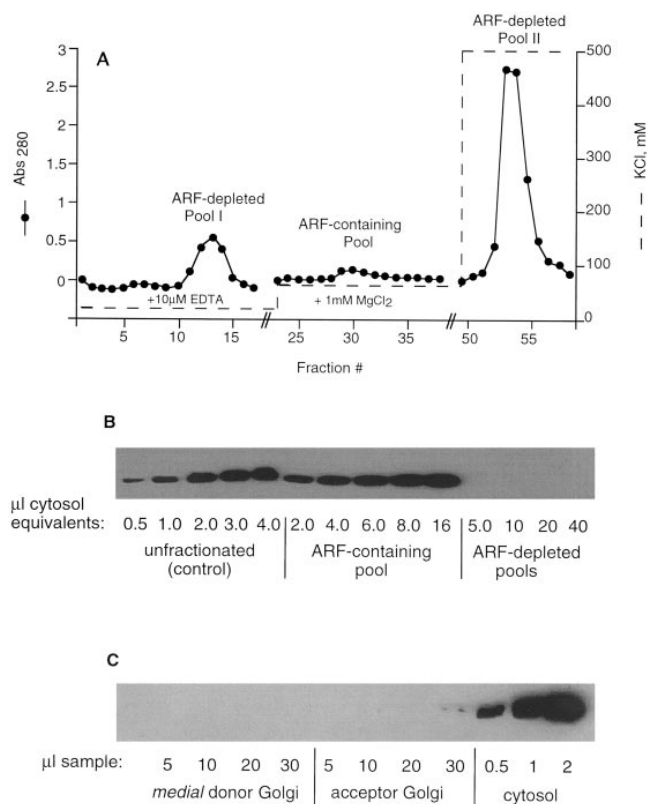 ARF-depleted
Pool II
A
3
2.5
2
1.5
1
0.5
0
Abs 280
500
400
300
200
100
0
KCl, mM
ARF-depleted
Pool I
ARF-containing
Pool
+10µM EDTA
+ 1mM MgCl2
5 10 15 25 30 35 50 55
Fraction #
B
µl cytosol
equivalents:
0.5 1.0 2.0 3.0 4.0 2.0 4.0 6.0 8.0 16 5.0 10 20 40
unfractionated
(control)
ARF-containing
pool
ARF-depleted
pools
C
µl sample: 5 10 20 30 5 10 20 30 0.5 1 2
medial donor Golgi acceptor Golgi cytosol